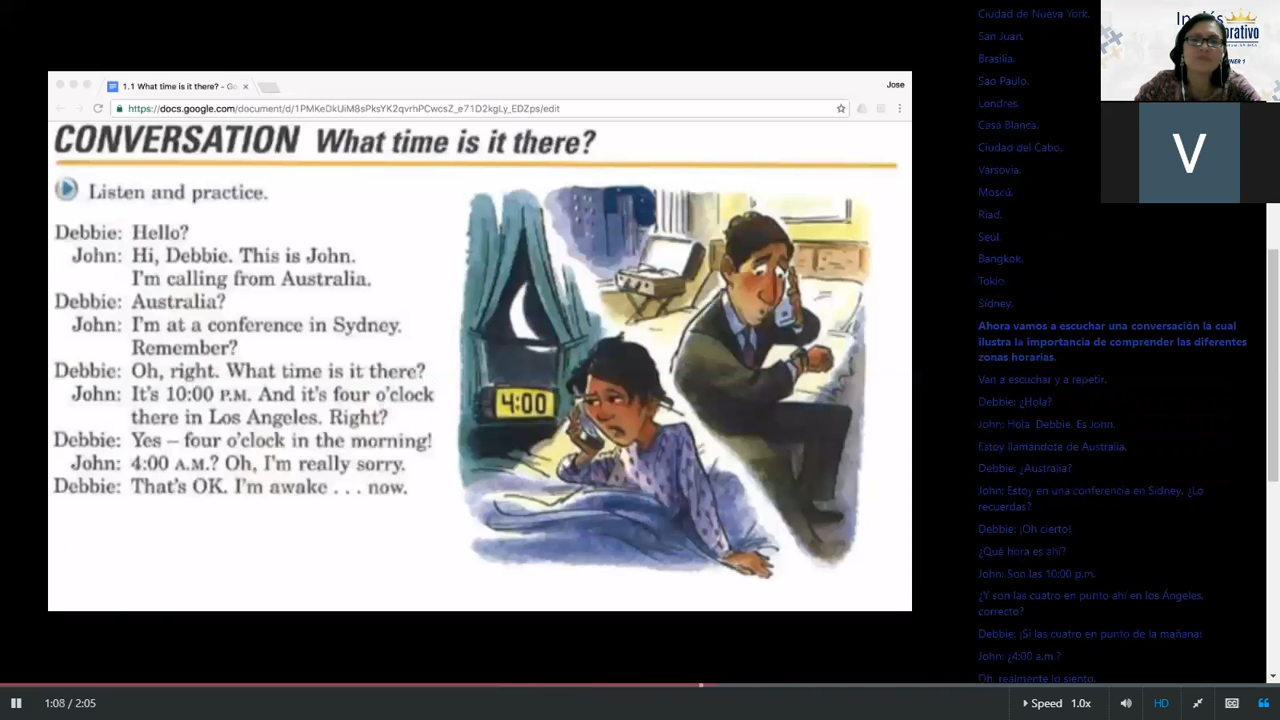 1.1 What time is it there? - Go
Jose
https://docs.google.com/document/d/1PMKeDkUiM8sPksYK2qvrhPCwcsZ_e71D2kgLy_EDZps/edit
CONVERSATION What time is it there?
Listen and practice.
Debbie: Hello?
John: Hi, Debbie. This is John.
I'm calling from Australia.
Debbie: Australia?
John: I'm at a conference in Sydney.
Remember?
Debbie: Oh, right. What time is it there?
John: It's 10:00 P.M. And it's four o'clock
there in Los Angeles. Right?
Debbie: Yes – four o'clock in the morning!
John: 4:00 A.M.? Oh, I'm really sorry.
Debbie: That's OK. I'm awake . . . now.
4:00
Ciudad de Nueva York.
San Juan.
Brasilia.
Sao Paulo.
Londres.
Casa Blanca.
Ciudad del Cabo.
Varsovia.
Moscú.
Riad.
Seúl.
Bangkok.
Tokio.
Sídney.
Ahora vamos a escuchar una conversación la cual
ilustra la importancia de comprender las diferentes
zonas horarias.
Van a escuchar y a repetir.
Debbie: ¿Hola?
John: Hola, Debbie. Es John.
Estoy llamándote de Australia.
Debbie: ¿Australia?
John: Estoy en una conferencia en Sídney. ¿Lo
recuerdas?
Debbie: ¡Oh cierto!
¿Qué hora es ahí?
John: Son las 10:00 p.m.
¿Y son las cuatro en punto ahí en los Ángeles,
correcto?
Debbie: ¡Si las cuatro en punto de la mañana!
John: ¿4:00 a.m.?
Oh, realmente lo siento.
V
1:08 / 2:05
Speed 1.0x
HD